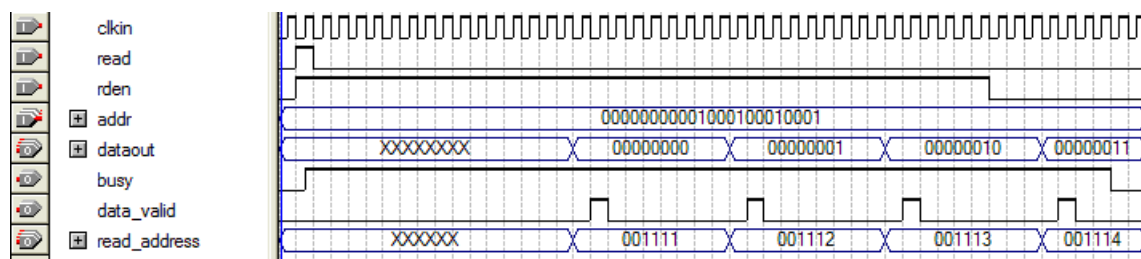 clkin
read
rden
addr 000000000001000100010001
dataout XXXXXXXX 00000000 00000001 00000010 00000011
busy
data_valid
read_address XXXXXX 001111 001112 001113 001114